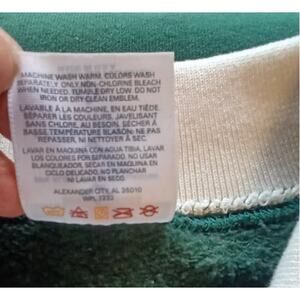 MACHINE WASH WARM, COLORS WASH
SEPARATELY. ONLY NON-CHLORINE BLEACH
WHEN NEEDED. TUMBLE DRY LOW. DO NOT
IRON OR DRYCLEAN EMBLEM.
LAVABLE À LA MACHINE, EN EAU TIÈDE.
SÉPARER LES COULEURS. JAVELISANT
SANS CHLORE, AU BESOIN. SÉCHER À
BASSE TEMPÉRATURE. NE PAS REPASSER,
NI NETTOYER À SEC.
LAVAR EN MAQUINA CON AGUA TIBIA, LAVAR
LOS COLORES POR SEPARADO. NO USAR
BLANQUEADOR. SECAR EN MAQUINA EN CICLO
DELICADO. NO PLANCHAR
NI LAVAR EN SECO.
ALEXANDER CITY, AL 35010
WPL